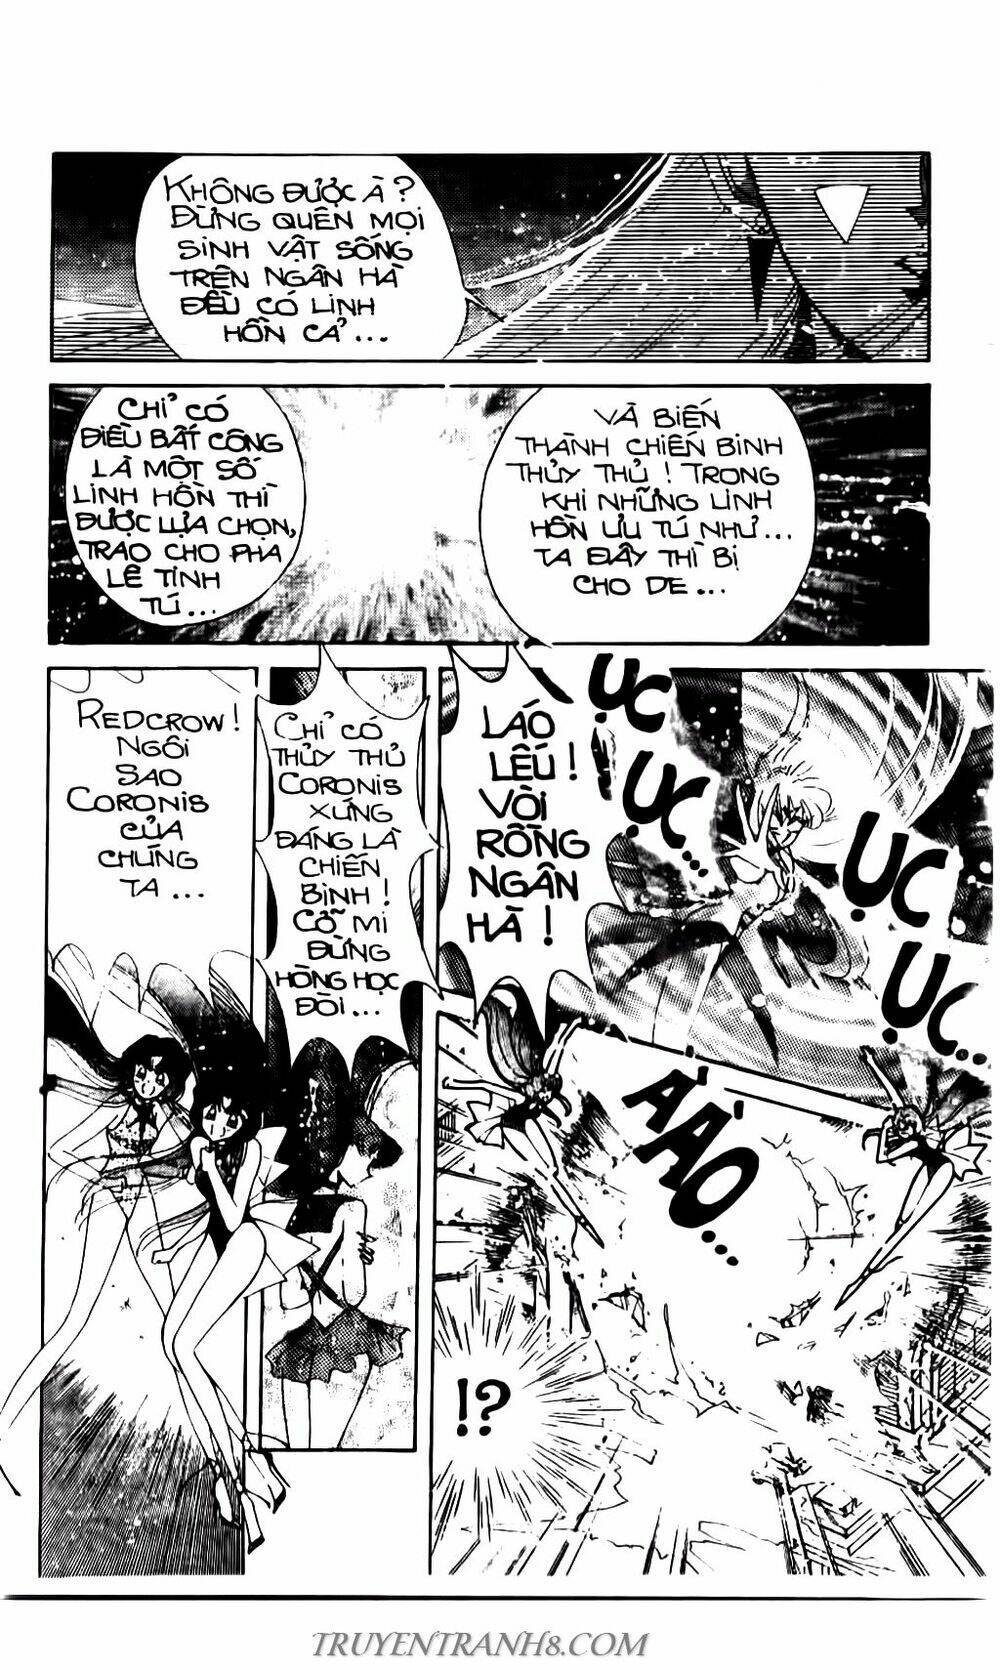 KHÔNG ĐƯỢC À?
ĐỪNG QUÊN MỌI
SINH VẬT SỐNG
TRÊN NGÂN HÀ
ĐỀU CÓ LINH
HỒN CẢ...
CHỈ CÓ
ĐIỀU BẤT CÔNG
LÀ MỘT SỐ
LINH HỒN THÌ
ĐƯỢC LỰA CHỌN,
TRAO CHO PHA
LÊ TINH
TÚ...
VÀ BIẾN
THÀNH CHIẾN BINH
THỦY THỦ! TRONG
KHI NHỮNG LINH
HỒN ƯU TÚ NHƯ...
TA ĐÂY THÌ BỊ
CHO DE...
REDCROW!
NGÔI
SAO
CORONIS
CỦA
CHÚNG
TA...
CHỈ CÓ
THỦY THỦ
CORONIS
XỨNG
ĐÁNG LÀ
CHIẾN
BINH!
CỠ MI
ĐỪNG
HÒNG HỌC
ĐÒI...
LÁO
LẾU!
VÒI
RỒNG
NGÂN
HÀ!
ỤC
ỤC...
ỤC
ỤC...
ÀÀO...
!?
TRUYENTRANH8.COM